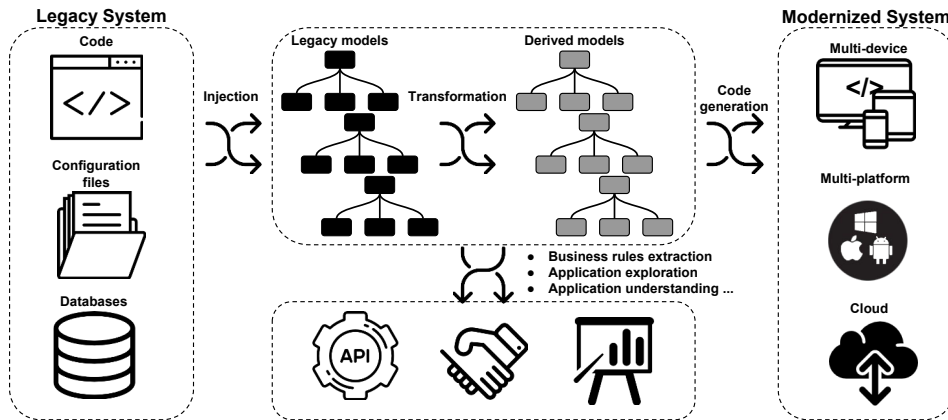 Legacy System
Code
</>
Configuration
files
Databases
Injection
Legacy models
Transformation
Derived models
Code
generation
● Business rules extraction
● Application exploration
● Application understanding ...
API
Modernized System
Multi-device
</>
Multi-platform
Cloud